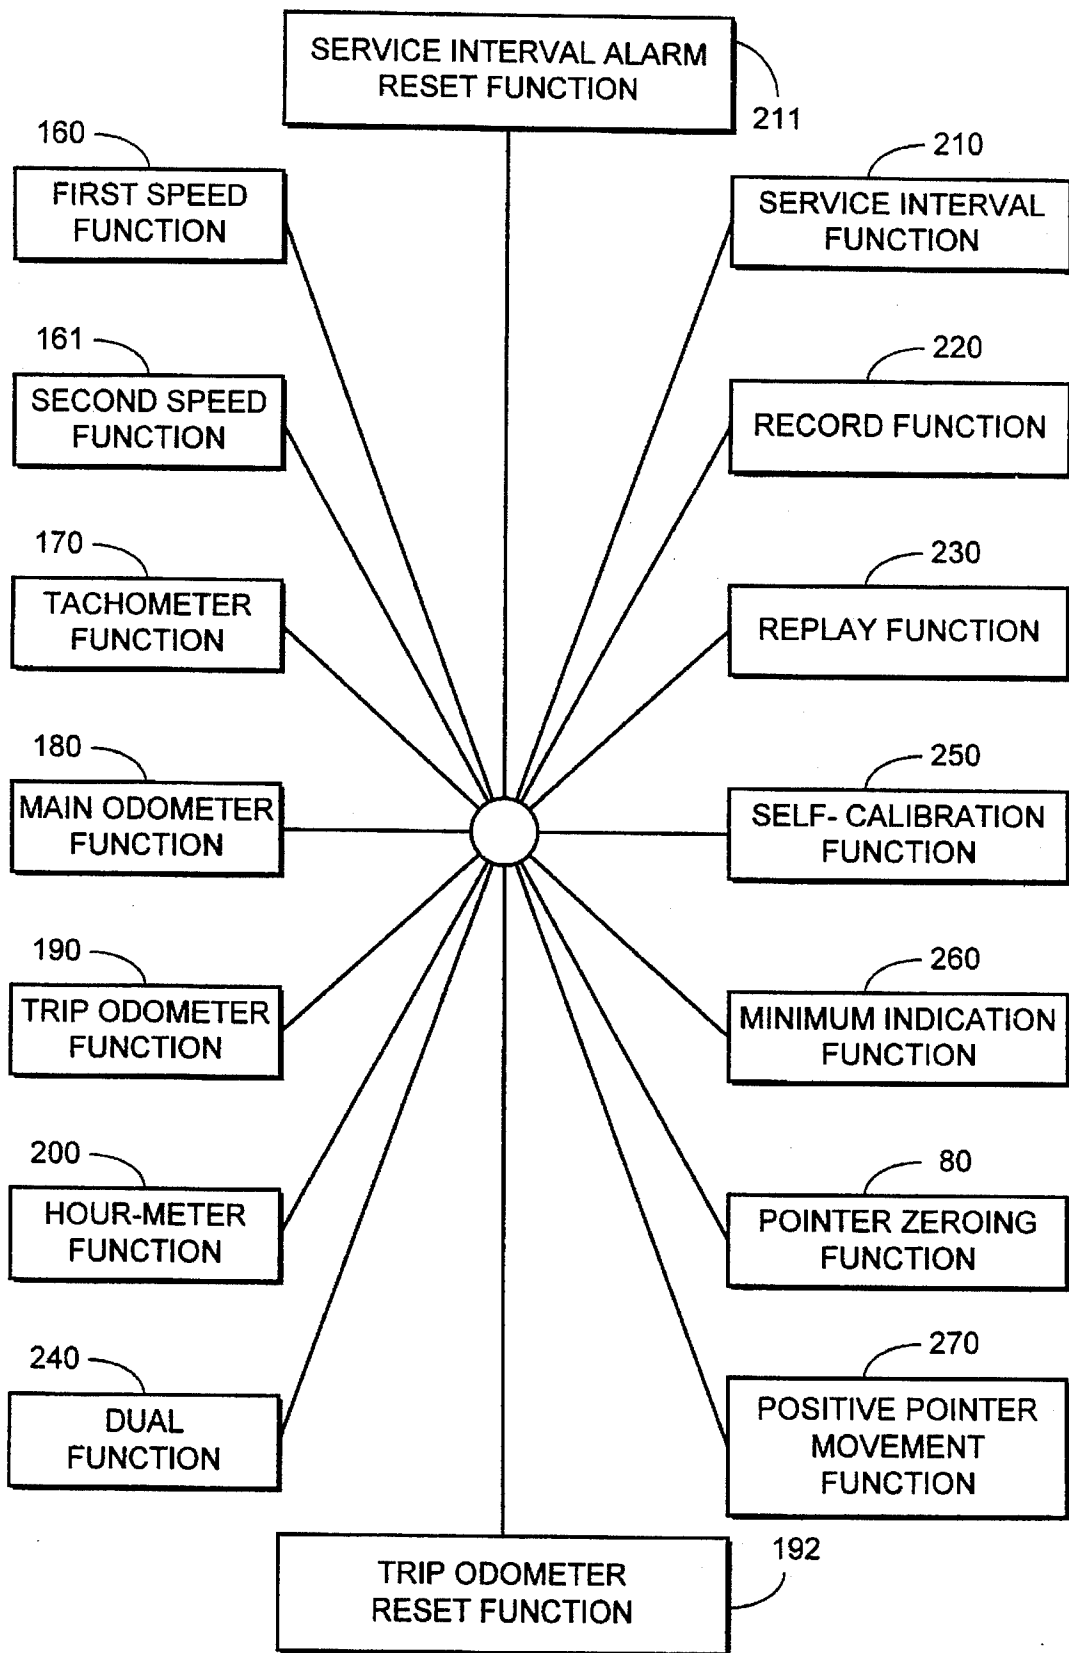 SERVICE INTERVAL ALARM
RESET FUNCTION
211
160
FIRST SPEED
FUNCTION
210
SERVICE INTERVAL
FUNCTION
161
SECOND SPEED
FUNCTION
220
RECORD FUNCTION
170
TACHOMETER
FUNCTION
230
REPLAY FUNCTION
180
MAIN ODOMETER
FUNCTION
250
SELF- CALIBRATION
FUNCTION
190
TRIP ODOMETER
FUNCTION
260
MINIMUM INDICATION
FUNCTION
200
HOUR-METER
FUNCTION
80
POINTER ZEROING
FUNCTION
240
DUAL
FUNCTION
270
POSITIVE POINTER
MOVEMENT
FUNCTION
192
TRIP ODOMETER
RESET FUNCTION